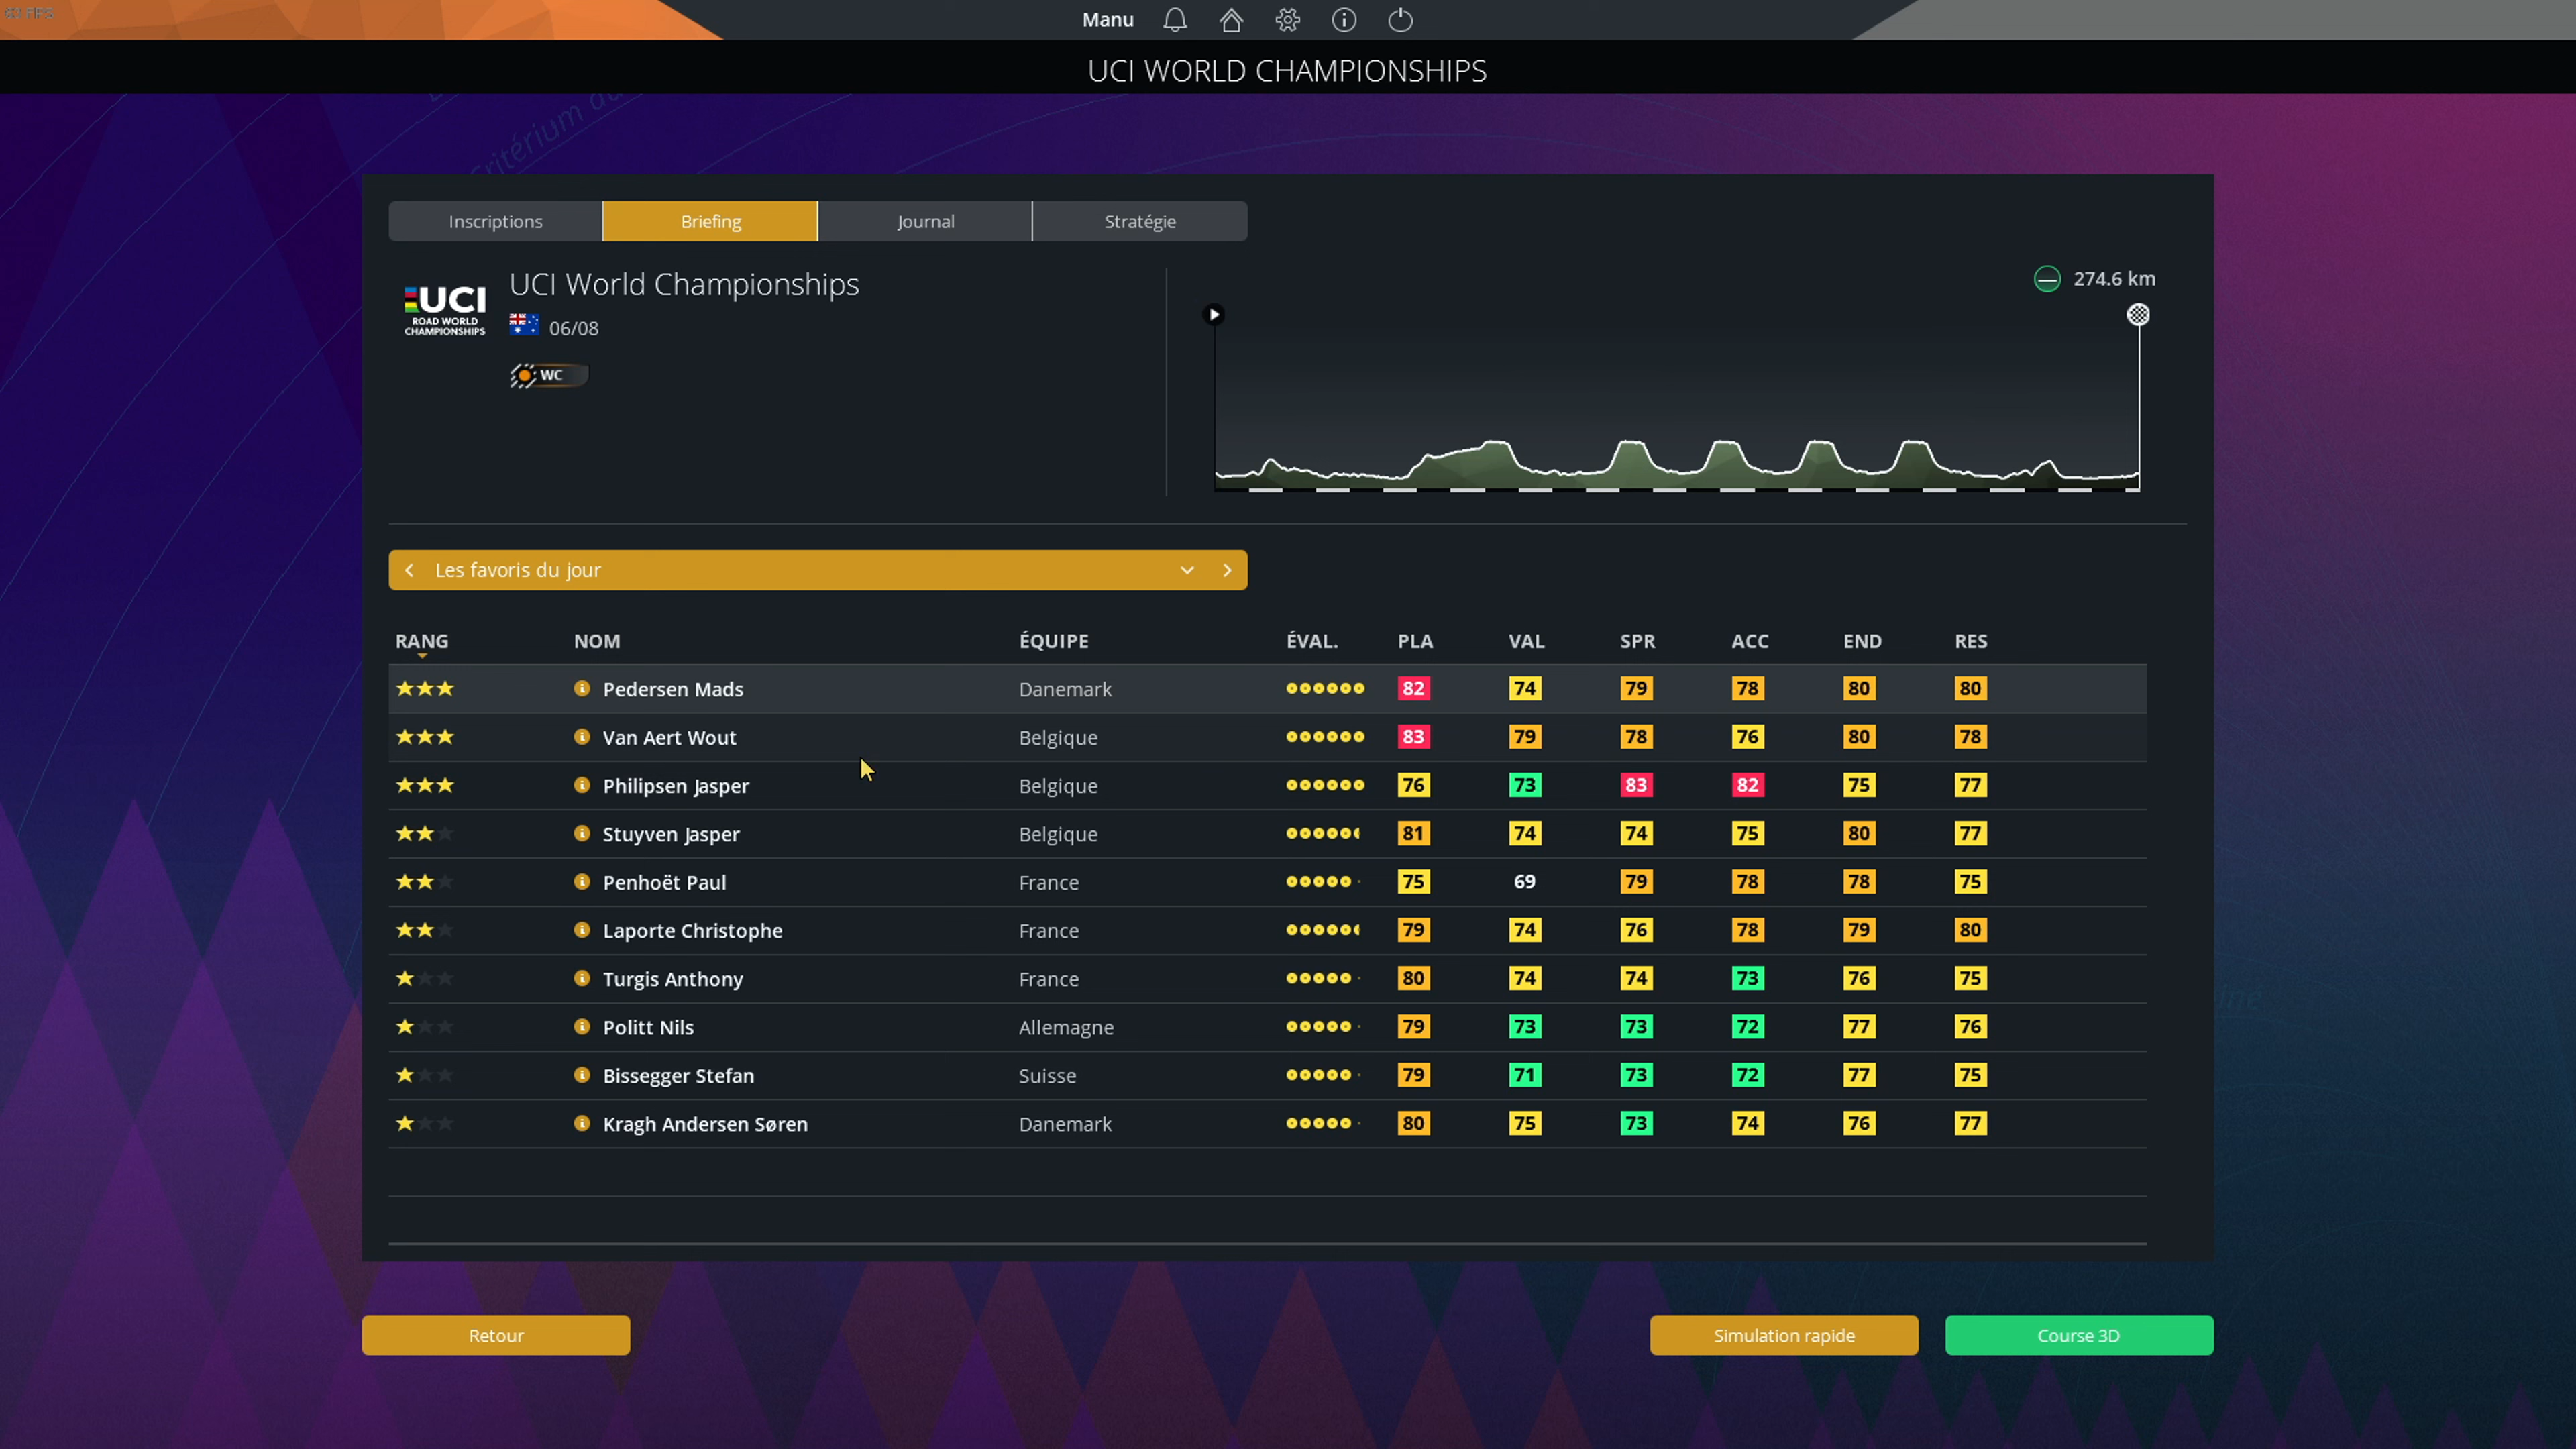 Manu
UCI WORLD CHAMPIONSHIPS
Critérium du
Inscriptions Briefing Journal Stratégie
UCI
ROAD WORLD
CHAMPIONSHIPS
UCI World Championships
06/08
WC
274.6 km
Les favoris du jour
RANG NOM ÉQUIPE ÉVAL. PLA VAL SPR ACC END RES
Pedersen Mads Danemark 82 74 79 78 80 80
Van Aert Wout Belgique 83 79 78 76 80 78
Philipsen Jasper Belgique 76 73 83 82 75 77
Stuyven Jasper Belgique 81 74 74 75 80 77
Penhoët Paul France 75 69 79 78 78 75
Laporte Christophe France 79 74 76 78 79 80
Turgis Anthony France 80 74 74 73 76 75
Politt Nils Allemagne 79 73 73 72 77 76
Bissegger Stefan Suisse 79 71 73 72 77 75
Kragh Andersen Søren Danemark 80 75 73 74 76 77
Retour Simulation rapide Course 3D